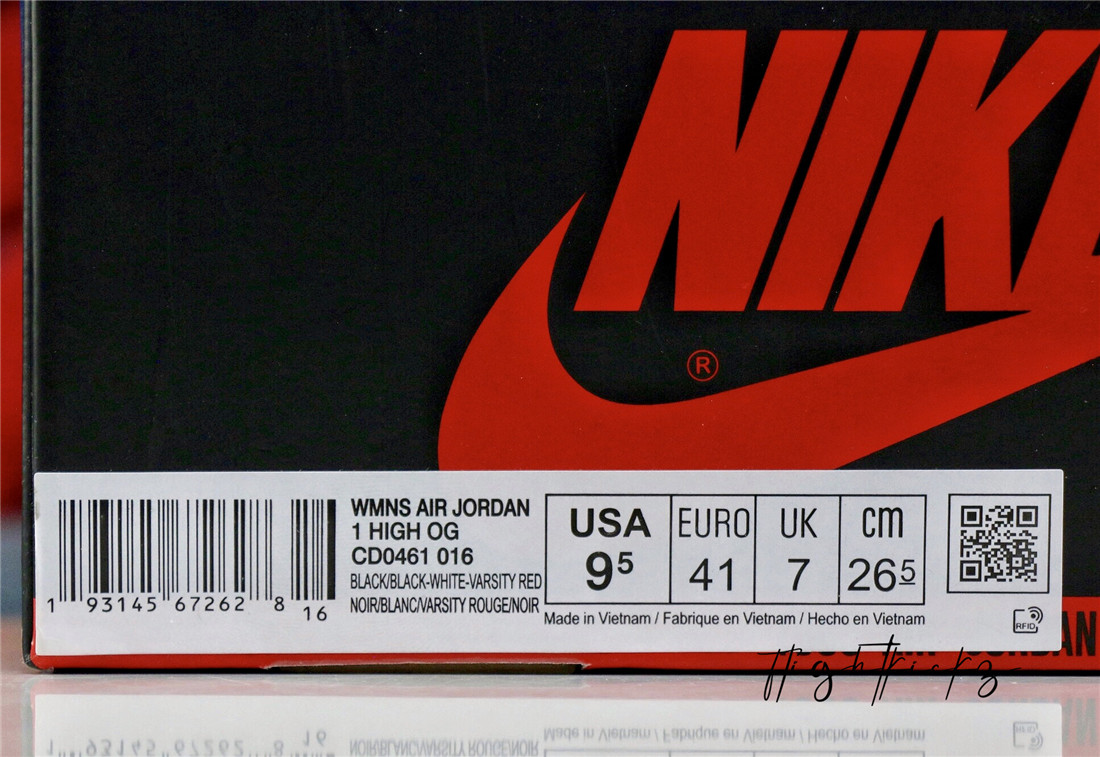 NIK
®
WMNS AIR JORDAN
1 HIGH OG
CD0461 016
BLACK/BLACK-WHITE-VARSITY RED
NOIR/BLANC/VARSITY ROUGE/NOIR
1 93145 67262 8 16
USA EURO UK cm
9⁵ 41 7 26⁵
Made in Vietnam / Fabriqué en Vietnam / Hecho en Vietnam
RFID